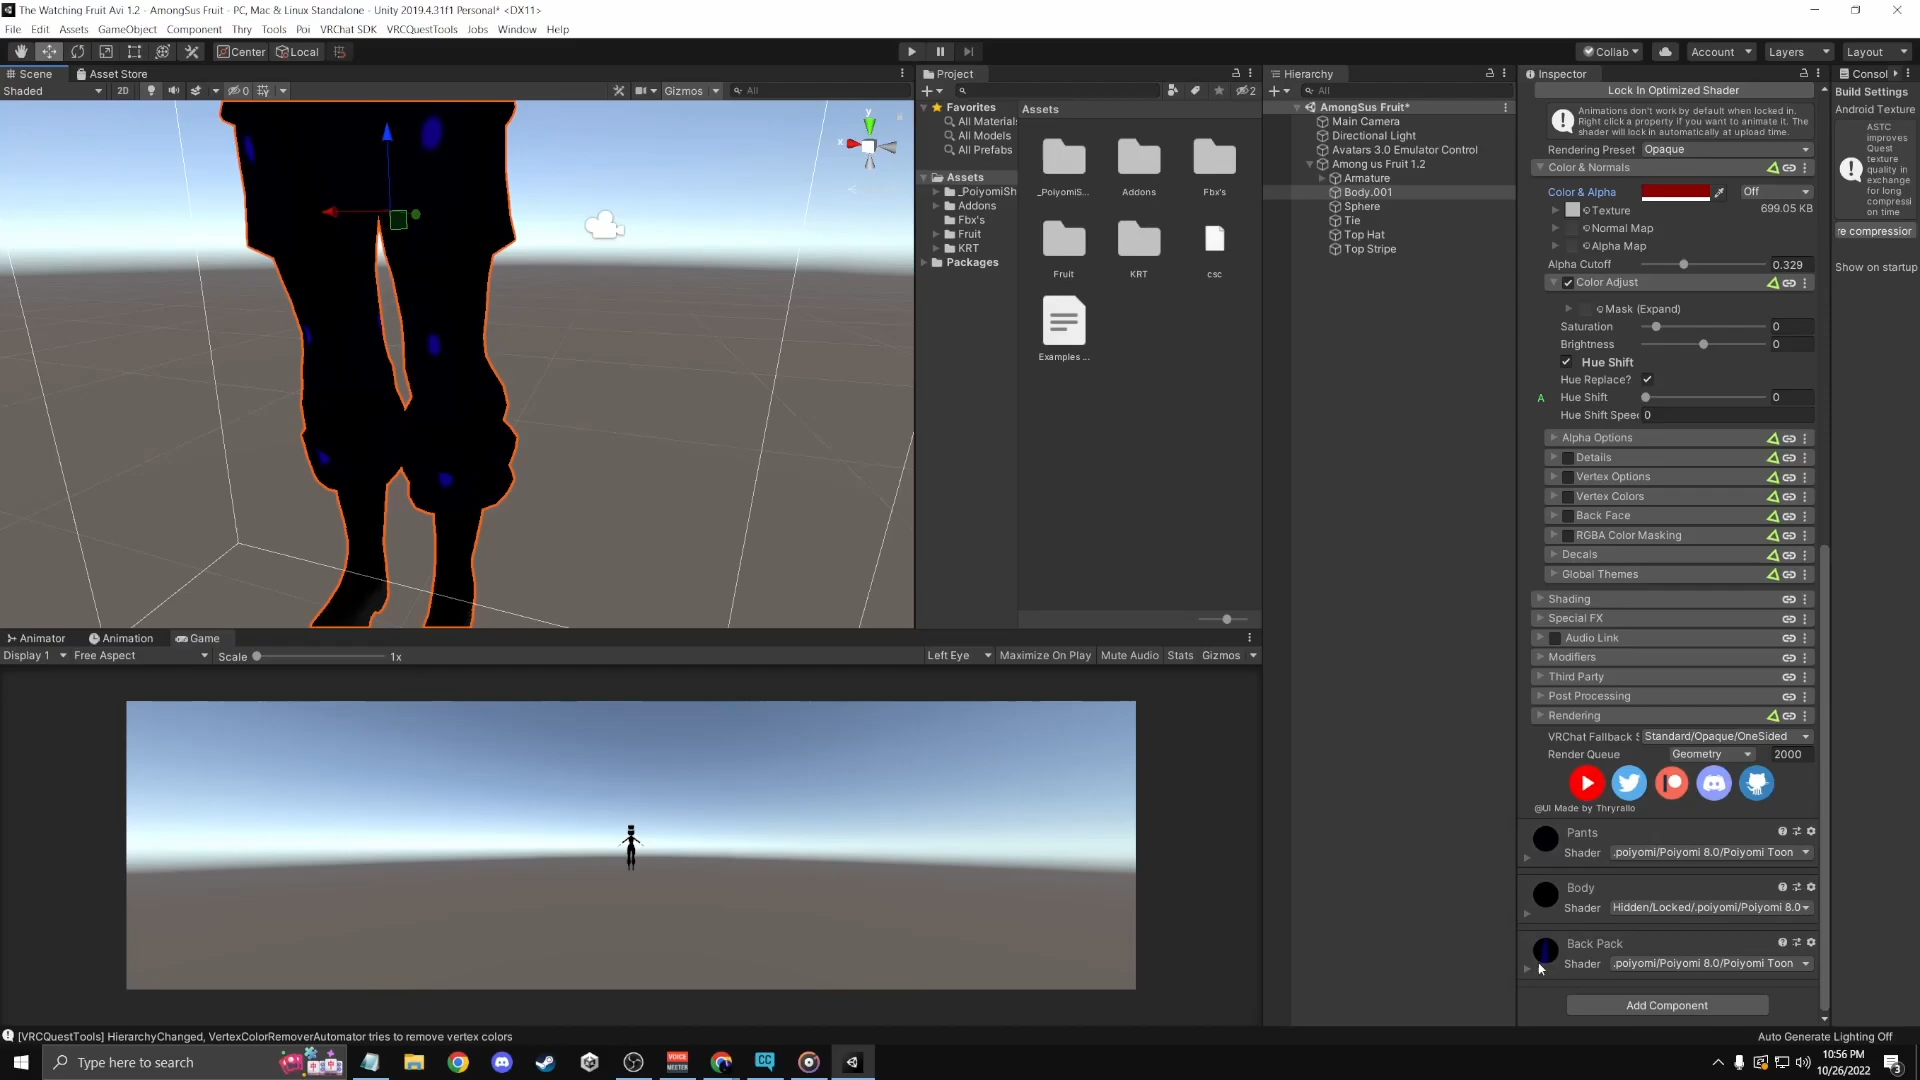 The Watching Fruit Avi 1.2 - AmongSus Fruit - PC, Mac & Linux Standalone - Unity 2019.4.31f1 Personal* <DX11>
File Edit Assets GameObject Component Thry Tools Poi VRChat SDK VRCQuestTools Jobs Window Help
Center Local Collab Account Layers Layout
Scene Asset Store
Shaded 2D 0 Gizmos All
y
x
Project
2
Favorites
All Material
All Models
All Prefabs
Assets
_PoiyomiSh
Addons
Fbx's
Fruit
KRT
Packages
Assets
_PoiyomiS...
Addons
Fbx's
Fruit
KRT
csc
Examples ...
Hierarchy
All
AmongSus Fruit*
Main Camera
Directional Light
Avatars 3.0 Emulator Control
Among us Fruit 1.2
Armature
Body.001
Sphere
Tie
Top Hat
Top Stripe
Inspector
Lock In Optimized Shader
Animations don't work by default when locked in.
Right click a property if you want to animate it. The
shader will lock in automatically at upload time.
Rendering Preset Opaque
Color & Normals
Color & Alpha Off
Texture 699.05 KB
Normal Map
Alpha Map
Alpha Cutoff 0.329
Color Adjust
Mask (Expand)
Saturation 0
Brightness 0
Hue Shift
Hue Replace?
A Hue Shift 0
Hue Shift Speed 0
Alpha Options
Details
Vertex Options
Vertex Colors
Back Face
RGBA Color Masking
Decals
Global Themes
Shading
Special FX
Audio Link
Modifiers
Third Party
Post Processing
Rendering
VRChat Fallback S Standard/Opaque/OneSided
Render Queue Geometry 2000
@UI Made by Thryrallo
Pants
Shader .poiyomi/Poiyomi 8.0/Poiyomi Toon
Body
Shader Hidden/Locked/.poiyomi/Poiyomi 8.0
Back Pack
Shader .poiyomi/Poiyomi 8.0/Poiyomi Toon
Add Component
Consol
Build Settings
Android Texture
ASTC
improves
Quest
texture
quality in
exchange
for long
compressi
on time
re compression
Show on startup
Animator Animation Game
Display 1 Free Aspect Scale 1x Left Eye Maximize On Play Mute Audio Stats Gizmos
[VRCQuestTools] HierarchyChanged, VertexColorRemoverAutomator tries to remove vertex colors
Auto Generate Lighting Off
Type here to search
VOICE
MEETER
CC
10:56 PM
10/26/2022
3